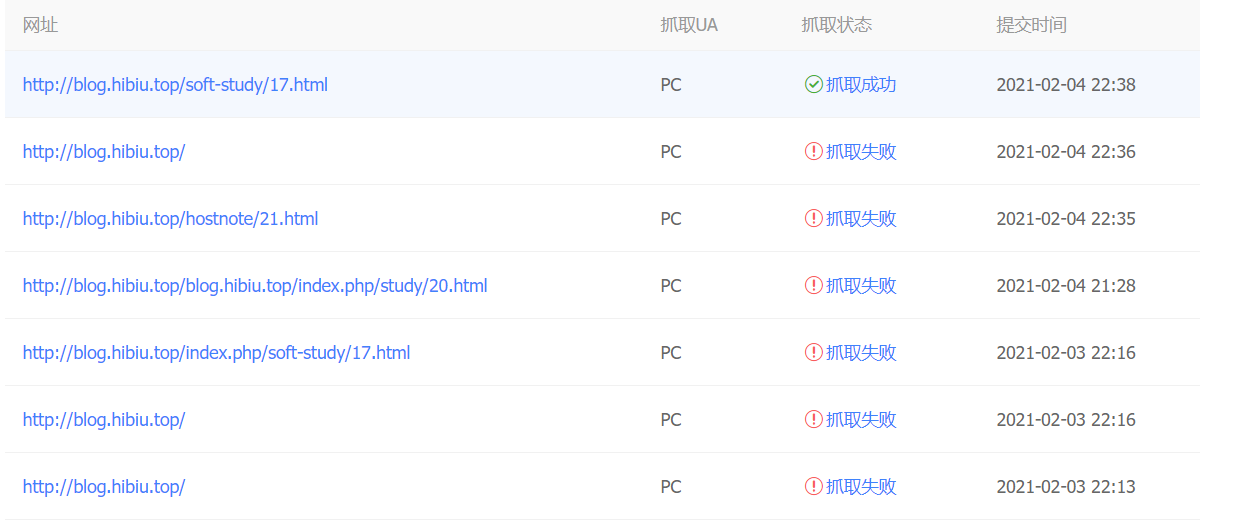 网址 抓取UA 抓取状态 提交时间
http://blog.hibiu.top/soft-study/17.html PC 抓取成功 2021-02-04 22:38
http://blog.hibiu.top/ PC 抓取失败 2021-02-04 22:36
http://blog.hibiu.top/hostnote/21.html PC 抓取失败 2021-02-04 22:35
http://blog.hibiu.top/blog.hibiu.top/index.php/study/20.html PC 抓取失败 2021-02-04 21:28
http://blog.hibiu.top/index.php/soft-study/17.html PC 抓取失败 2021-02-03 22:16
http://blog.hibiu.top/ PC 抓取失败 2021-02-03 22:16
http://blog.hibiu.top/ PC 抓取失败 2021-02-03 22:13